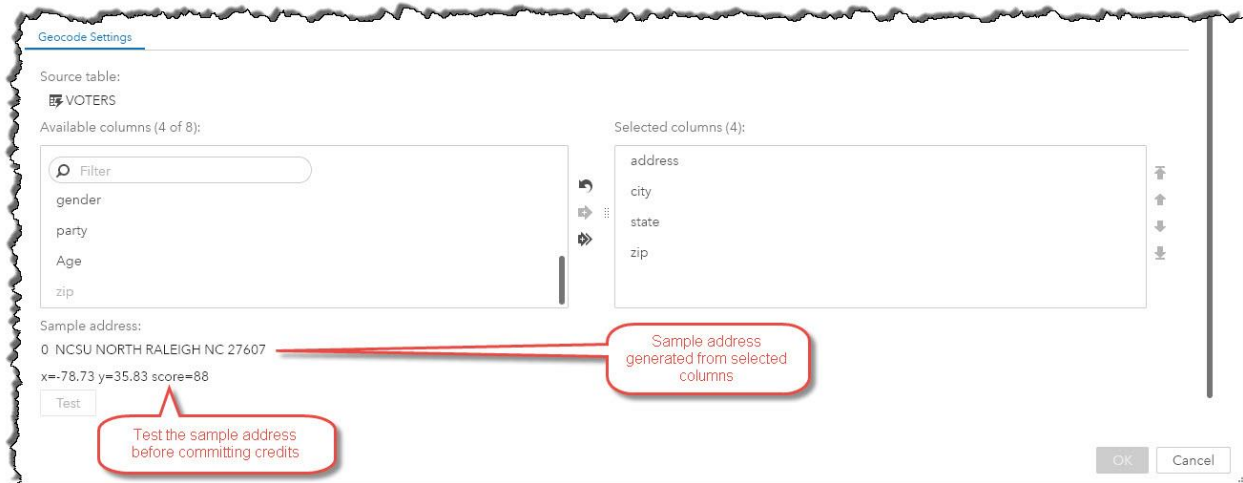 Geocode Settings
Source table:
VOTERS
Available columns (4 of 8):
Filter
gender
party
Age
zip
Selected columns (4):
address
city
state
zip
Sample address:
0  NCSU NORTH RALEIGH NC 27607
x=-78.73 y=35.83 score=88
Test
Sample address
generated from selected
columns
Test the sample address
before committing credits
OK
Cancel